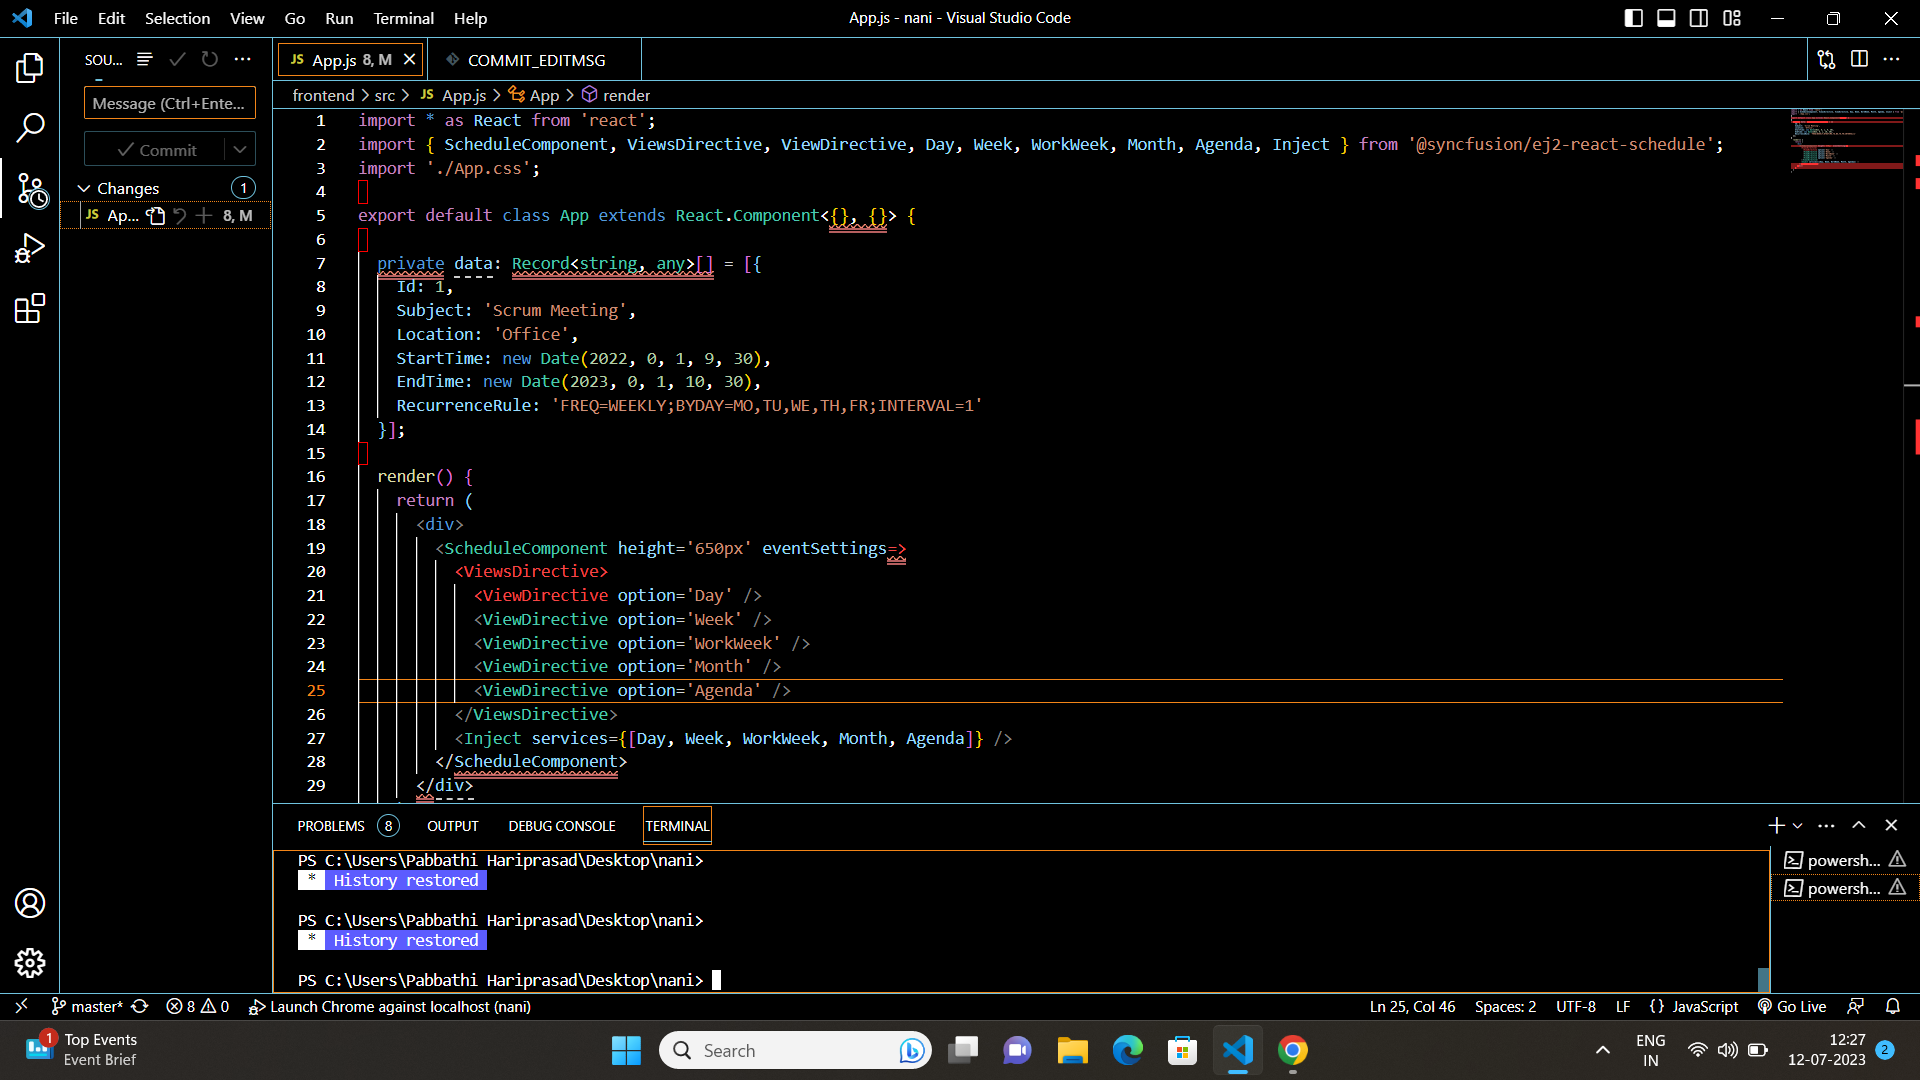 File Edit Selection View Go Run Terminal Help
App.js - nani - Visual Studio Code
SOU...
JS App.js 8, M
COMMIT_EDITMSG
Message (Ctrl+Ente...
Commit
Changes 1
JS Ap... 8, M
frontend > src > JS App.js > App > render
1 import * as React from 'react';
2 import { ScheduleComponent, ViewsDirective, ViewDirective, Day, Week, WorkWeek, Month, Agenda, Inject } from '@syncfusion/ej2-react-schedule';
3 import './App.css';
4
5 export default class App extends React.Component<{}, {}> {
6
7 private data: Record<string, any>[] = [{
8 Id: 1,
9 Subject: 'Scrum Meeting',
10 Location: 'Office',
11 StartTime: new Date(2022, 0, 1, 9, 30),
12 EndTime: new Date(2023, 0, 1, 10, 30),
13 RecurrenceRule: 'FREQ=WEEKLY;BYDAY=MO,TU,WE,TH,FR;INTERVAL=1'
14 }];
15
16 render() {
17 return (
18 <div>
19 <ScheduleComponent height='650px' eventSettings=>
20 <ViewsDirective>
21 <ViewDirective option='Day' />
22 <ViewDirective option='Week' />
23 <ViewDirective option='WorkWeek' />
24 <ViewDirective option='Month' />
25 <ViewDirective option='Agenda' />
26 </ViewsDirective>
27 <Inject services={[Day, Week, WorkWeek, Month, Agenda]} />
28 </ScheduleComponent>
29 </div>
PROBLEMS 8 OUTPUT DEBUG CONSOLE TERMINAL
PS C:\Users\Pabbathi Hariprasad\Desktop\nani>
* History restored
PS C:\Users\Pabbathi Hariprasad\Desktop\nani>
* History restored
PS C:\Users\Pabbathi Hariprasad\Desktop\nani>
powersh...
powersh...
master* 8 0 Launch Chrome against localhost (nani)
Ln 25, Col 46 Spaces: 2 UTF-8 LF {} JavaScript Go Live
1 Top Events
Event Brief
Search
ENG
IN
12:27
12-07-2023
2